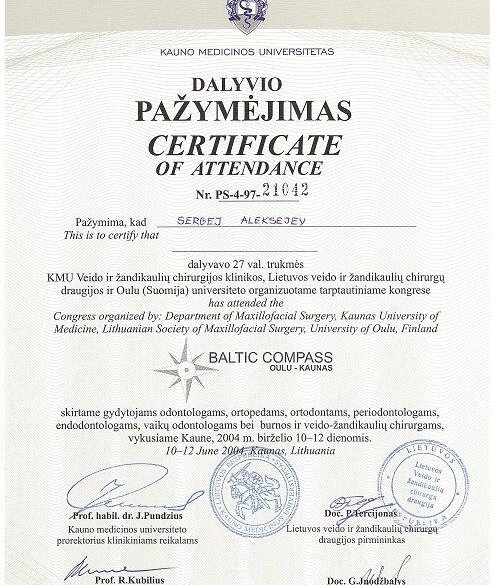 KAUNO MEDICINOS UNIVERSITETAS
DALYVIO
PAŽYMĖJIMAS
CERTIFICATE
OF ATTENDANCE
Nr. PS-4-97-21042
Pažymima, kad SERGEJ ALEKSEJEV
This is to certify that
dalyvavo 27 val. trukmės
KMU Veido ir žandikaulių chirurgijos klinikos, Lietuvos veido ir žandikaulių chirurgų
draugijos ir Oulu (Suomija) universiteto organizuotame tarptautiniame kongrese
has attended the
Congress organized by: Department of Maxillofacial Surgery, Kaunas University of
Medicine, Lithuanian Society of Maxillofacial Surgery, University of Oulu, Finland
BALTIC COMPASS
OULU - KAUNAS
skirtame gydytojams odontologams, ortopedams, ortodontams, periodontologams,
endodontologams, vaikų odontologams bei burnos ir veido-žandikaulių chirurgams,
vykusiame Kaune, 2004 m. birželio 10–12 dienomis.
10–12 June 2004, Kaunas, Lithuania
LIETUVOS
Lietuvos
Veido ir
žandikaulių
chirurgų
draugija
KAUNO MEDICINOS
Prof. habil. dr. J.Pundzius
Kauno medicinos universiteto
prorektorius klinikiniams reikalams
Doc. P.Tercijonas
Lietuvos veido ir žandikaulių chirurgų
draugijos pirmininkas
Prof. R.Kubilius
Doc. G.Juodžbalys